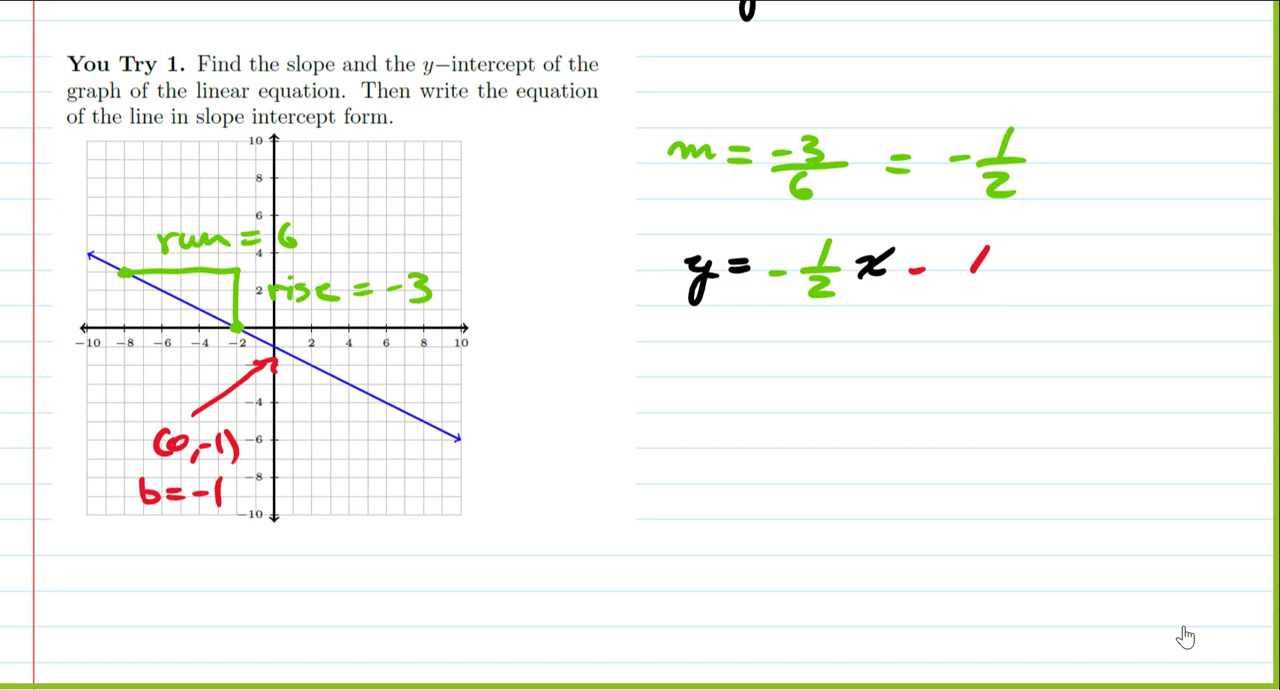 You Try 1. Find the slope and the y−intercept of the
graph of the linear equation. Then write the equation
of the line in slope intercept form.
10
8
6
4
2
−10 −8 −6 −4 −2 2 4 6 8 10
−4
−6
−8
−10
run = 6
rise = -3
(0,-1)
b = -1
m = -3/6 = -1/2
y = -1/2 x - 1